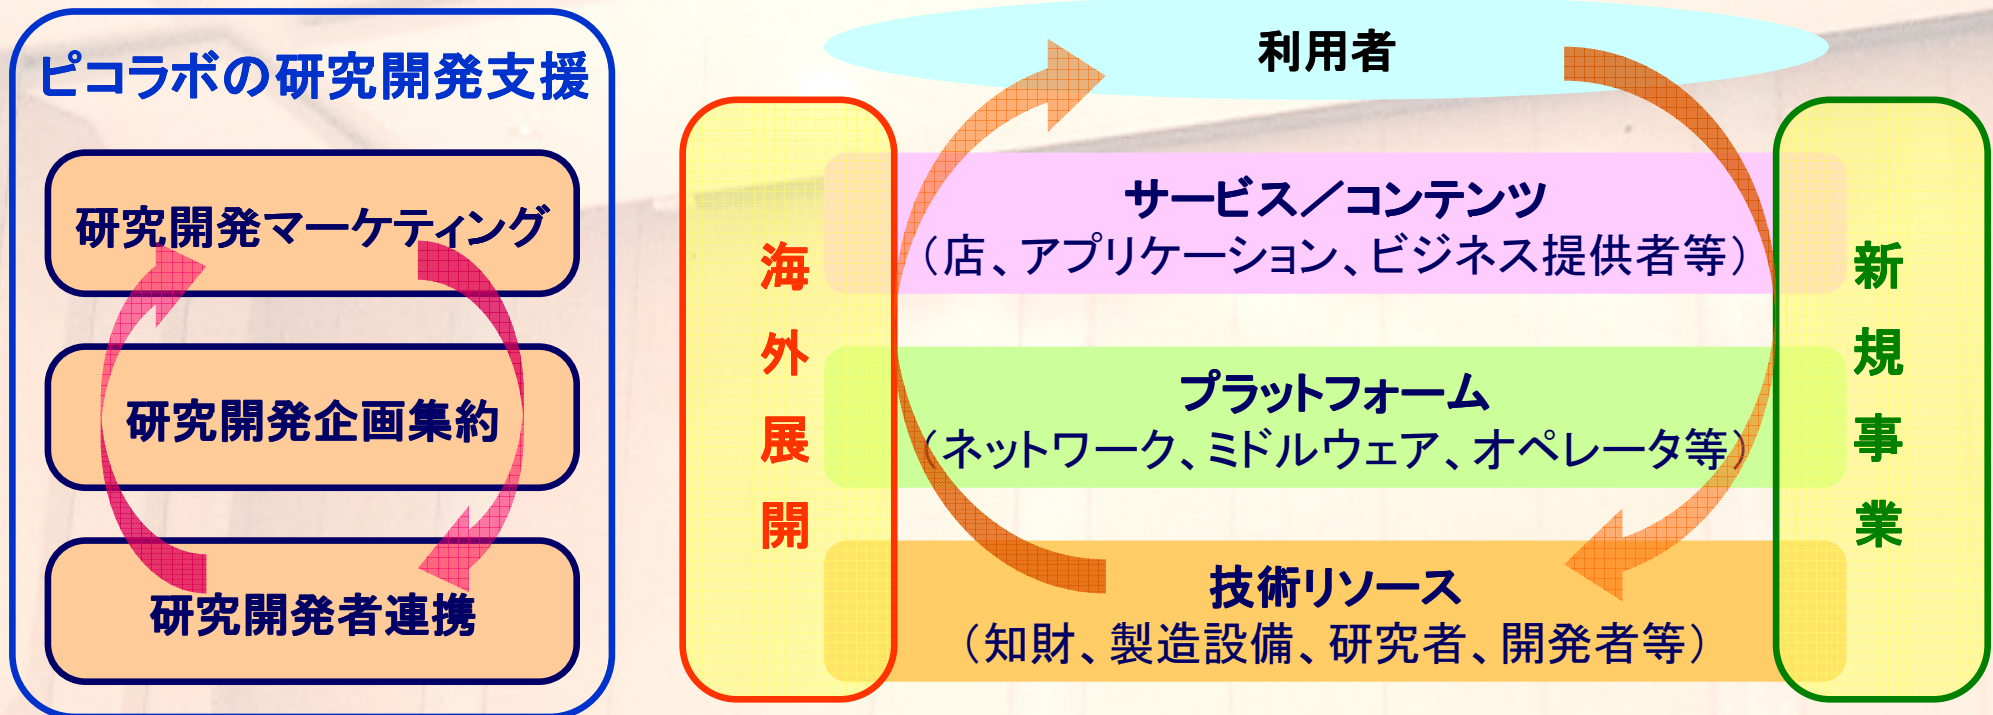 ピコラボの研究開発支援
研究開発マーケティング
研究開発企画集約
研究開発者連携
海外展開
利用者
サービス／コンテンツ
（店、アプリケーション、ビジネス提供者等）
プラットフォーム
（ネットワーク、ミドルウェア、オペレータ等）
技術リソース
（知財、製造設備、研究者、開発者等）
新規事業